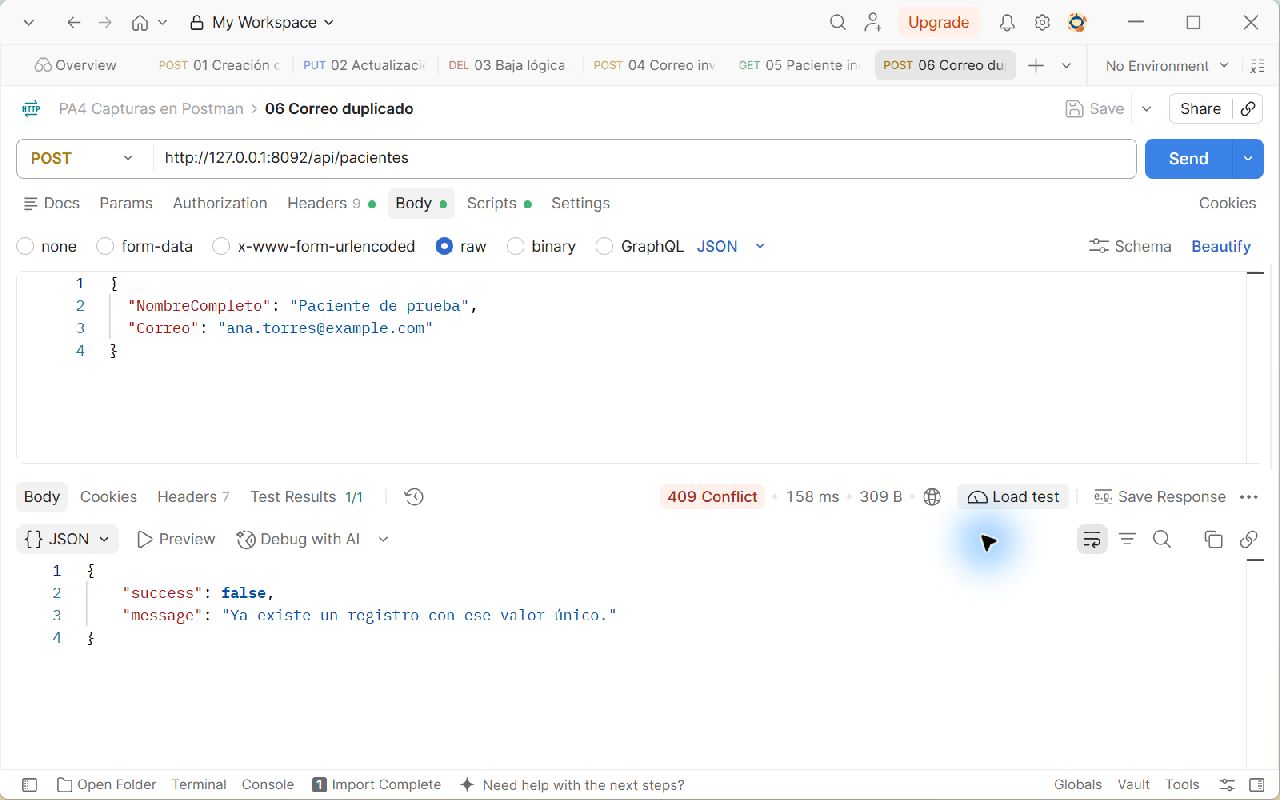 My Workspace Upgrade
Overview POST 01 Creación c PUT 02 Actualizaci DEL 03 Baja lógica POST 04 Correo inv GET 05 Paciente in POST 06 Correo du No Environment
HTTP PA4 Capturas en Postman > 06 Correo duplicado Save Share
POST http://127.0.0.1:8092/api/pacientes Send
Docs Params Authorization Headers 9 Body Scripts Settings Cookies
none form-data x-www-form-urlencoded raw binary GraphQL JSON Schema Beautify
1 {
2 "NombreCompleto": "Paciente de prueba",
3 "Correo": "ana.torres@example.com"
4 }
Body Cookies Headers 7 Test Results 1/1 409 Conflict • 158 ms • 309 B • Load test e.g. Save Response
{} JSON Preview Debug with AI
1 {
2 "success": false,
3 "message": "Ya existe un registro con ese valor único."
4 }
Open Folder Terminal Console 1 Import Complete Need help with the next steps? Globals Vault Tools